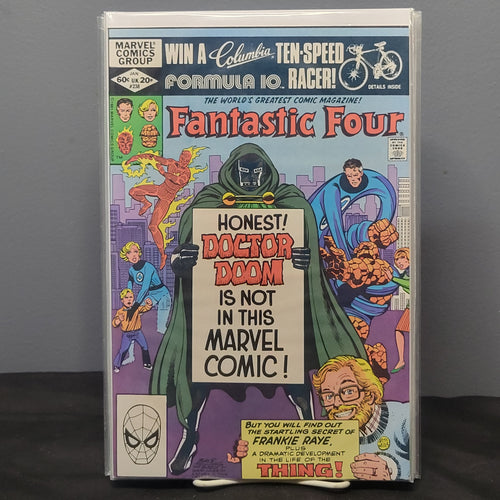 MARVEL COMICS GROUP
WIN A Columbia TEN-SPEED
FORMULA 10 RACER!
DETAILS INSIDE
JAN
60¢ U.K. 20p
#238
THE WORLD'S GREATEST COMIC MAGAZINE!
Fantastic Four
HONEST!
DOCTOR
DOOM
IS NOT
IN THIS
MARVEL
COMIC!
BUT YOU WILL FIND OUT
THE STARTLING SECRET OF
FRANKIE RAYE,
PLUS
A DRAMATIC DEVELOPMENT
IN THE LIFE OF THE
THING!